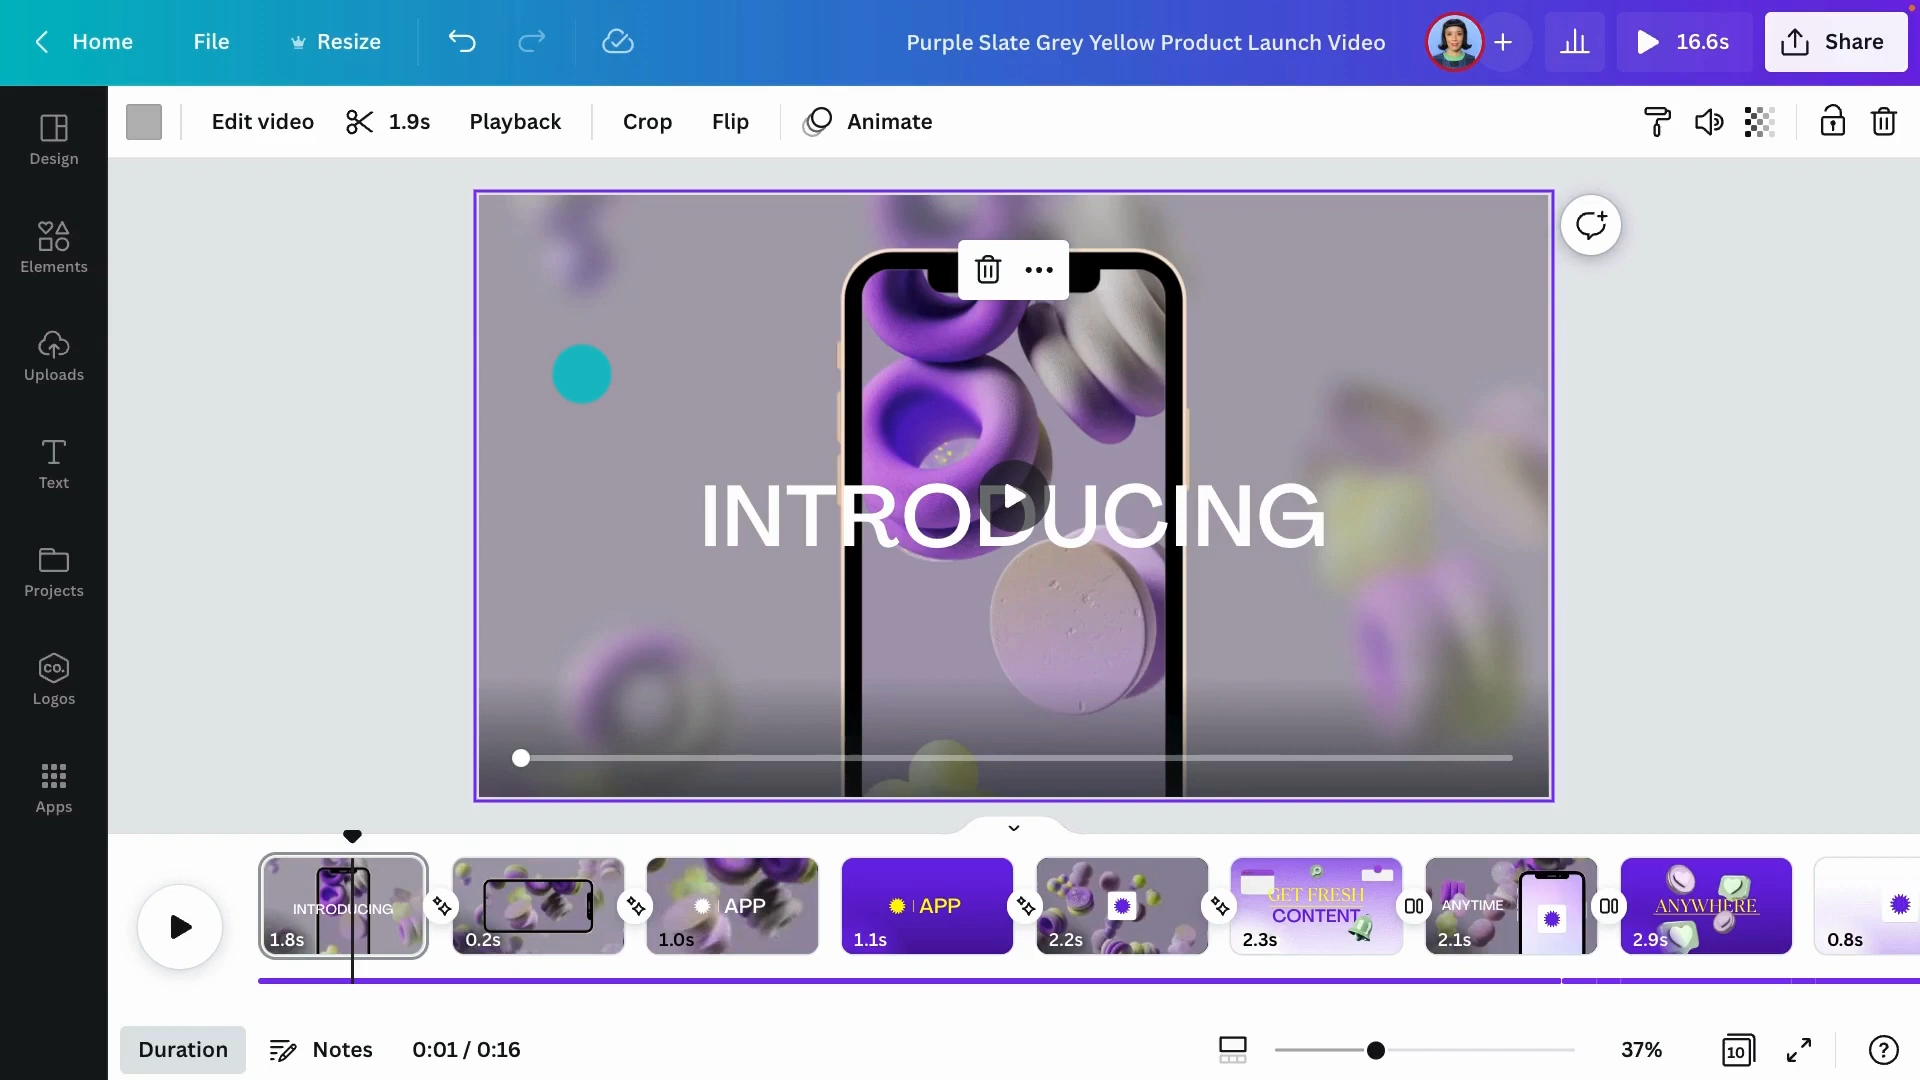 Home
File
Resize
Purple Slate Grey Yellow Product Launch Video
16.6s
Share
Edit video
1.9s
Playback
Crop
Flip
Animate
Design
Elements
Uploads
Text
Projects
CO.
Logos
Apps
INTRODUCING
INTRODUCING
1.8s
0.2s
APP
1.0s
APP
1.1s
2.2s
GET FRESH
CONTENT
2.3s
ANYTIME
2.1s
ANYWHERE
2.9s
0.8s
Duration
Notes
0:01 / 0:16
37%
10
?